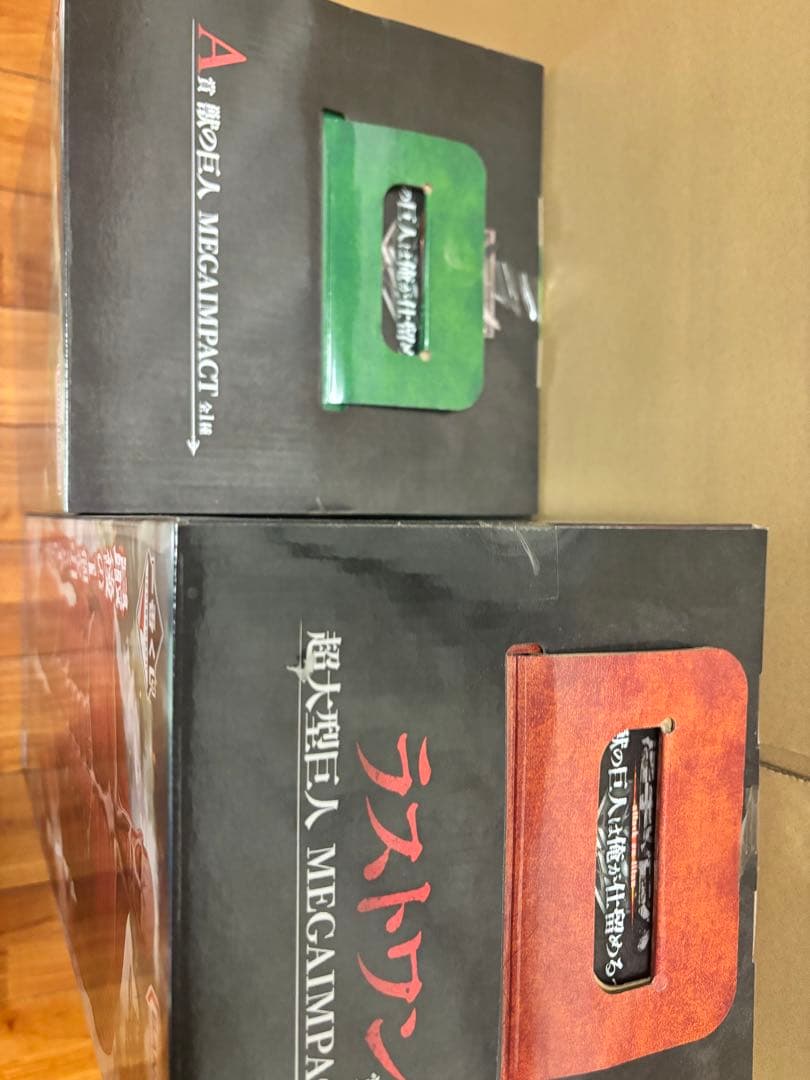 A賞 獣の巨人 MEGAIMPACT 全1種
の巨人は俺が仕留める
ラストワン
超大型巨人 MEGAIMPAC
獣の巨人は俺が仕留める